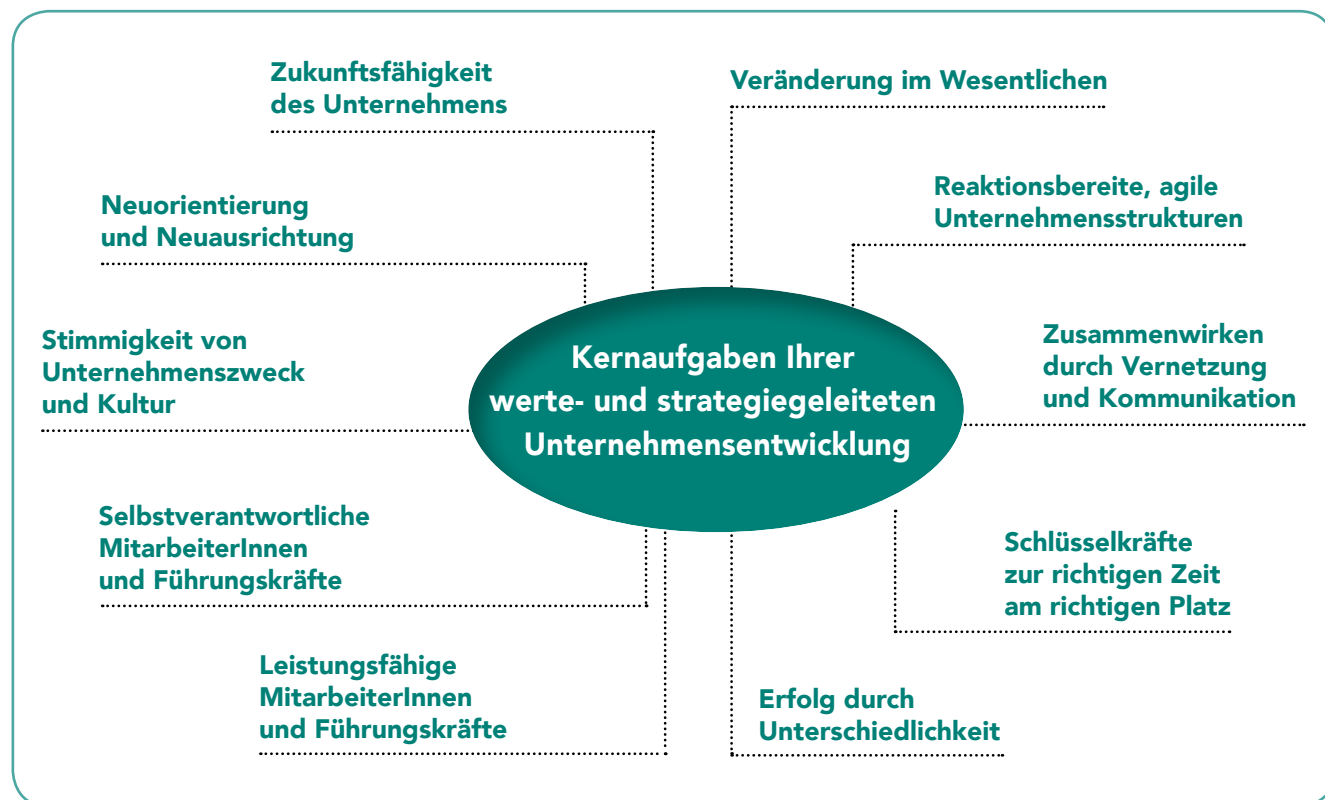 Zukunftsfähigkeit
des Unternehmens
Veränderung im Wesentlichen
Neuorientierung
und Neuausrichtung
Reaktionsbereite, agile
Unternehmensstrukturen
Stimmigkeit von
Unternehmenszweck
und Kultur
Kernaufgaben Ihrer
werte- und strategiegeleiteten
Unternehmensentwicklung
Zusammenwirken
durch Vernetzung
und Kommunikation
Selbstverantwortliche
MitarbeiterInnen
und Führungskräfte
Schlüsselkräfte
zur richtigen Zeit
am richtigen Platz
Leistungsfähige
MitarbeiterInnen
und Führungskräfte
Erfolg durch
Unterschiedlichkeit